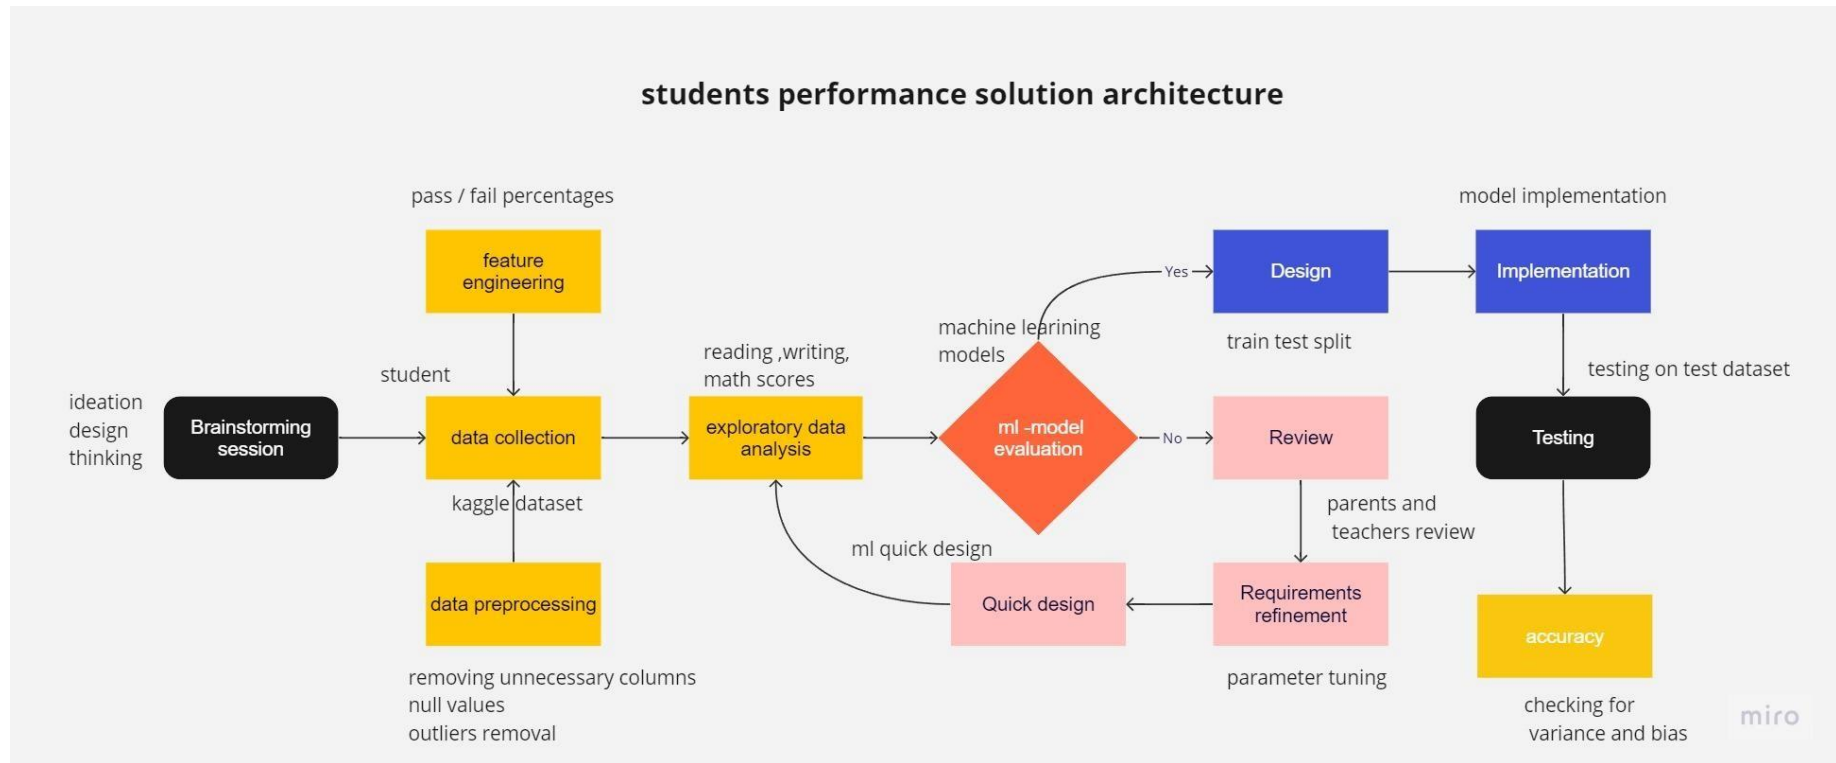 students performance solution architecture
pass / fail percentages
model implementation
feature
engineering
Yes
Design
Implementation
machine learining
models
train test split
reading ,writing,
math scores
student
testing on test dataset
ideation
design
thinking
Brainstorming
session
data collection
exploratory data
analysis
ml -model
evaluation
No
Review
Testing
kaggle dataset
parents and
teachers review
ml quick design
data preprocessing
Quick design
Requirements
refinement
accuracy
removing unnecessary columns
null values
outliers removal
parameter tuning
checking for
variance and bias
miro